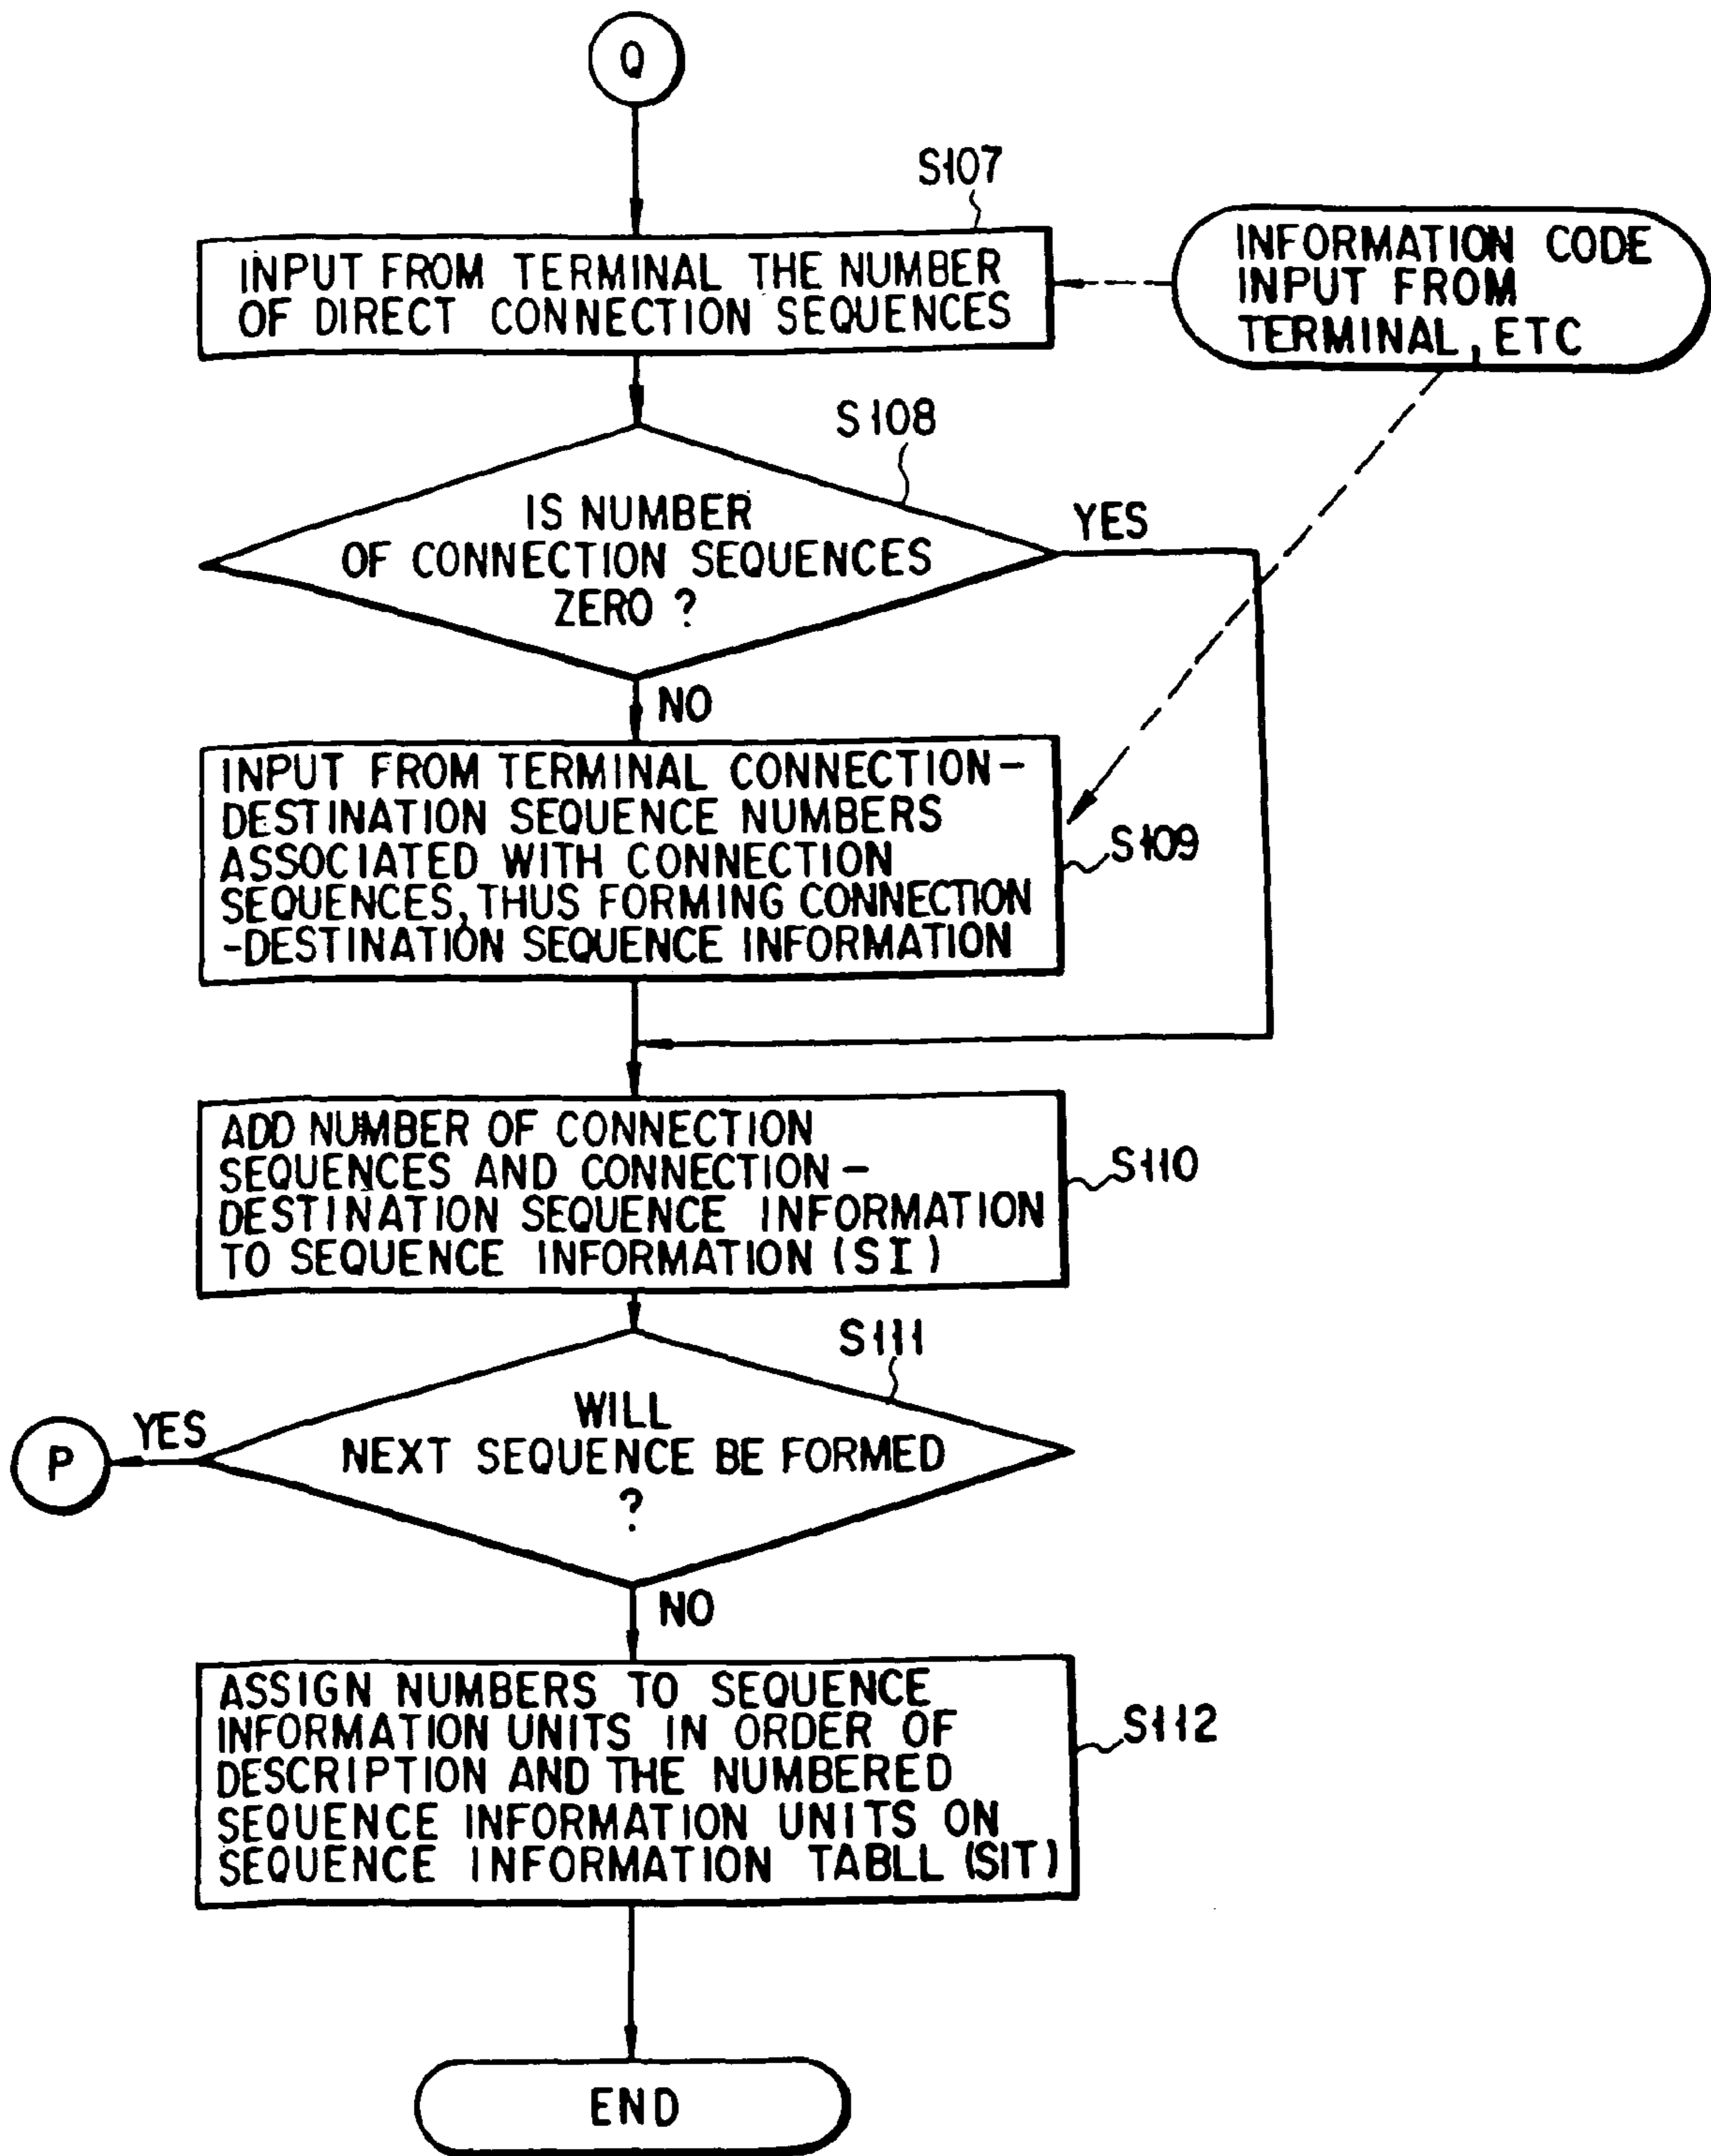 Q
S107
INPUT FROM TERMINAL THE NUMBER
OF DIRECT CONNECTION SEQUENCES
INFORMATION CODE
INPUT FROM
TERMINAL, ETC
S108
IS NUMBER
OF CONNECTION SEQUENCES
ZERO ?
YES
NO
INPUT FROM TERMINAL CONNECTION-
DESTINATION SEQUENCE NUMBERS
ASSOCIATED WITH CONNECTION
SEQUENCES, THUS FORMING CONNECTION
-DESTINATION SEQUENCE INFORMATION
S109
ADD NUMBER OF CONNECTION
SEQUENCES AND CONNECTION-
DESTINATION SEQUENCE INFORMATION
TO SEQUENCE INFORMATION (SI)
S110
S111
WILL
NEXT SEQUENCE BE FORMED
?
YES
P
NO
ASSIGN NUMBERS TO SEQUENCE
INFORMATION UNITS IN ORDER OF
DESCRIPTION AND THE NUMBERED
SEQUENCE INFORMATION UNITS ON
SEQUENCE INFORMATION TABLL (SIT)
S112
END